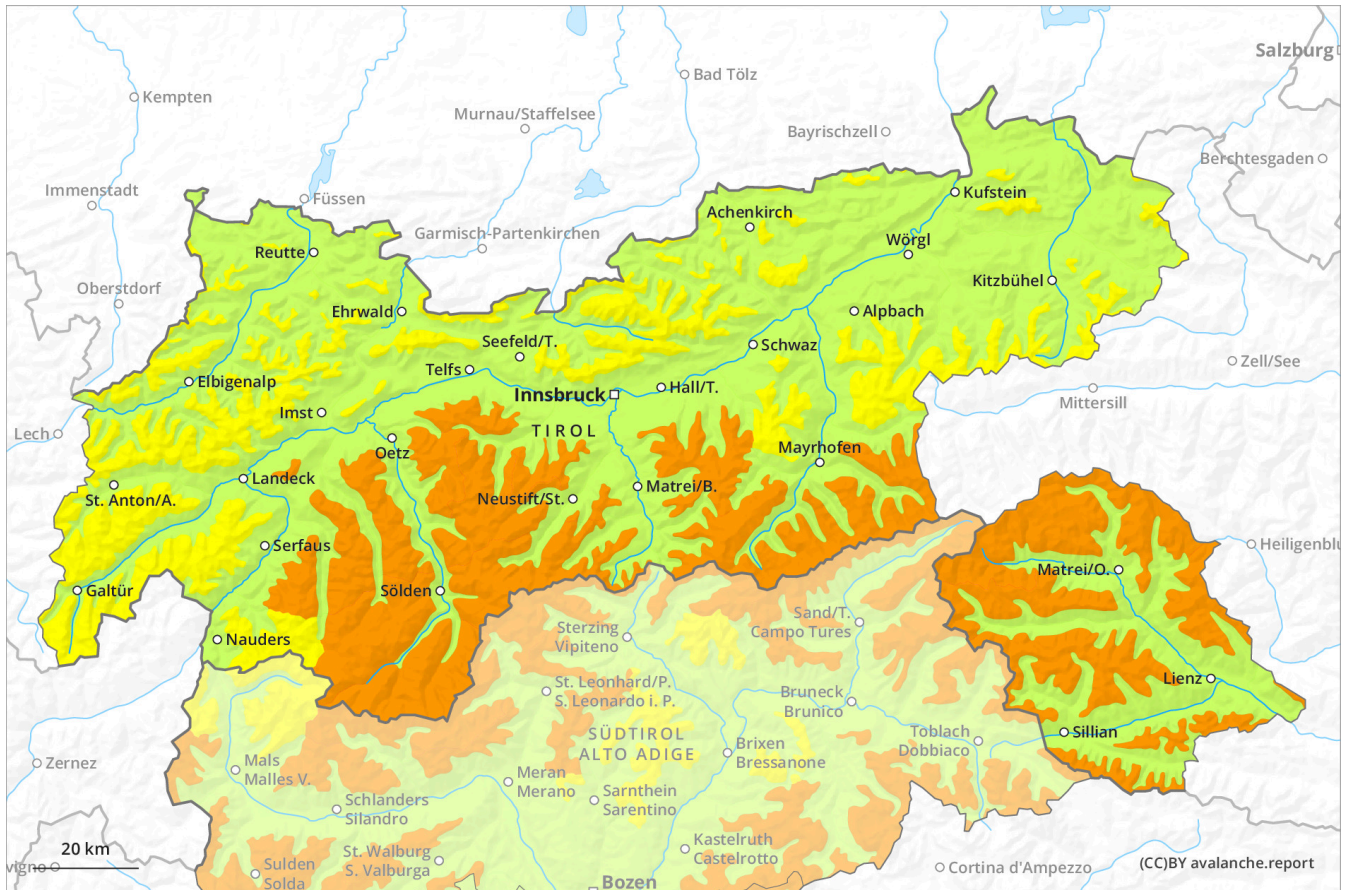 Salzburg
Bad Tölz
Kempten
Murnau/Staffelsee
Bayrischzell
Berchtesgaden
Immenstadt
Füssen
Kufstein
Achenkirch
Garmisch-Partenkirchen
Wörgl
Reutte
Oberstdorf
Kitzbühel
Ehrwald
Alpbach
Seefeld/T.
Schwaz
Zell/See
Telfs
Elbigenalp
Hall/T.
Innsbruck
Mittersill
Imst
TIROL
Lech
Oetz
Mayrhofen
Landeck
Matrei/B.
St. Anton/A.
Neustift/St.
Serfaus
Heiligenblu
Matrei/O.
Galtür
Sölden
Sand/T.
Campo Tures
Sterzing
Vipiteno
Nauders
Lienz
St. Leonhard/P.
S. Leonardo i. P.
Bruneck
Brunico
SÜDTIROL
ALTO ADIGE
Toblach
Dobbiaco
Sillian
Brixen
Bressanone
Zernez
Mals
Malles V.
Meran
Merano
Sarnthein
Sarentino
Schlanders
Silandro
Kastelruth
Castelrotto
20 km
St. Walburg
S. Valburga
(CC)BY avalanche.report
vigno
Sulden
Solda
Cortina d'Ampezzo
Bozen